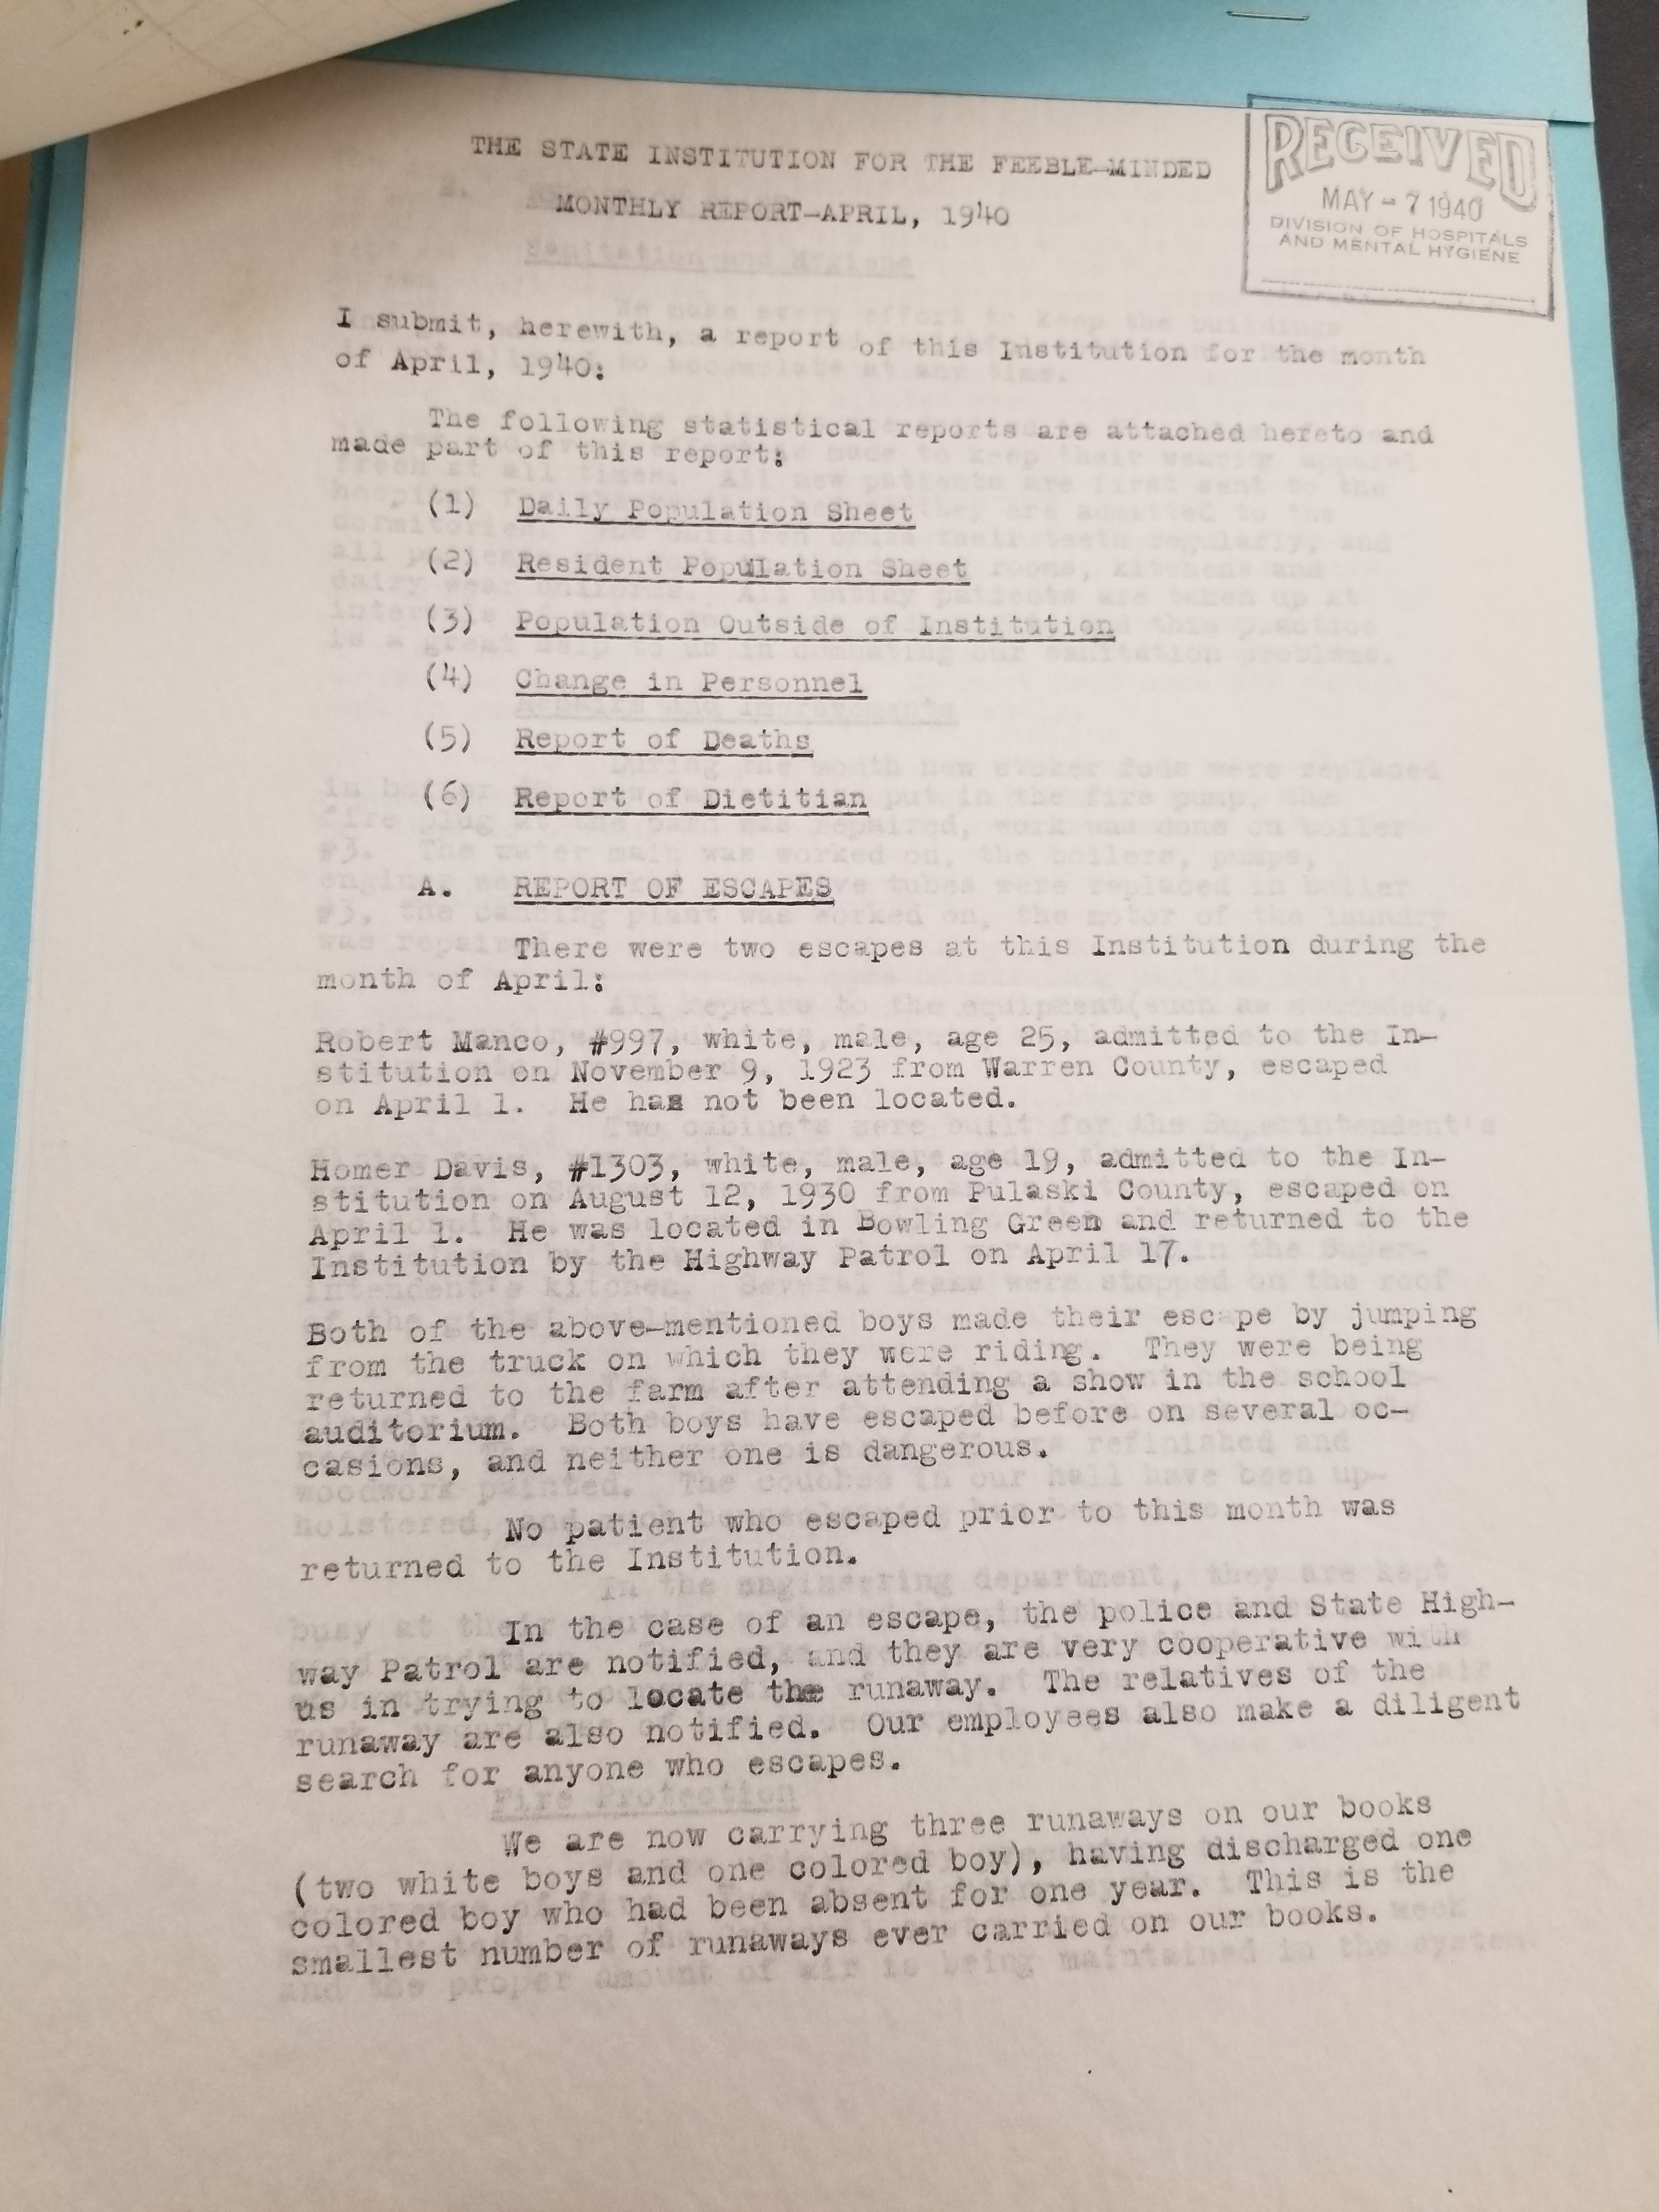 THE STATE INSTITUTION FOR THE FEEBLE-MINDED
MONTHLY REPORT-APRIL, 1940
RECEIVED
MAY - 7 1940
DIVISION OF HOSPITALS
AND MENTAL HYGIENE
I submit, herewith, a report of this Institution for the month
of April, 1940:
The following statistical reports are attached hereto and
made part of this report:
(1) Daily Population Sheet
(2) Resident Population Sheet
(3) Population Outside of Institution
(4) Change in Personnel
(5) Report of Deaths
(6) Report of Dietitian
A. REPORT OF ESCAPES
There were two escapes at this Institution during the
month of April:
Robert Manco, #997, white, male, age 25, admitted to the In-
stitution on November 9, 1923 from Warren County, escaped
on April 1. He has not been located.
Homer Davis, #1303, white, male, age 19, admitted to the In-
stitution on August 12, 1930 from Pulaski County, escaped on
April 1. He was located in Bowling Green and returned to the
Institution by the Highway Patrol on April 17.
Both of the above-mentioned boys made their escape by jumping
from the truck on which they were riding. They were being
returned to the farm after attending a show in the school
auditorium. Both boys have escaped before on several oc-
casions, and neither one is dangerous.
No patient who escaped prior to this month was
returned to the Institution.
In the case of an escape, the police and State High-
way Patrol are notified, and they are very cooperative with
us in trying to locate the runaway. The relatives of the
runaway are also notified. Our employees also make a diligent
search for anyone who escapes.
We are now carrying three runaways on our books
(two white boys and one colored boy), having discharged one
colored boy who had been absent for one year. This is the
smallest number of runaways ever carried on our books.